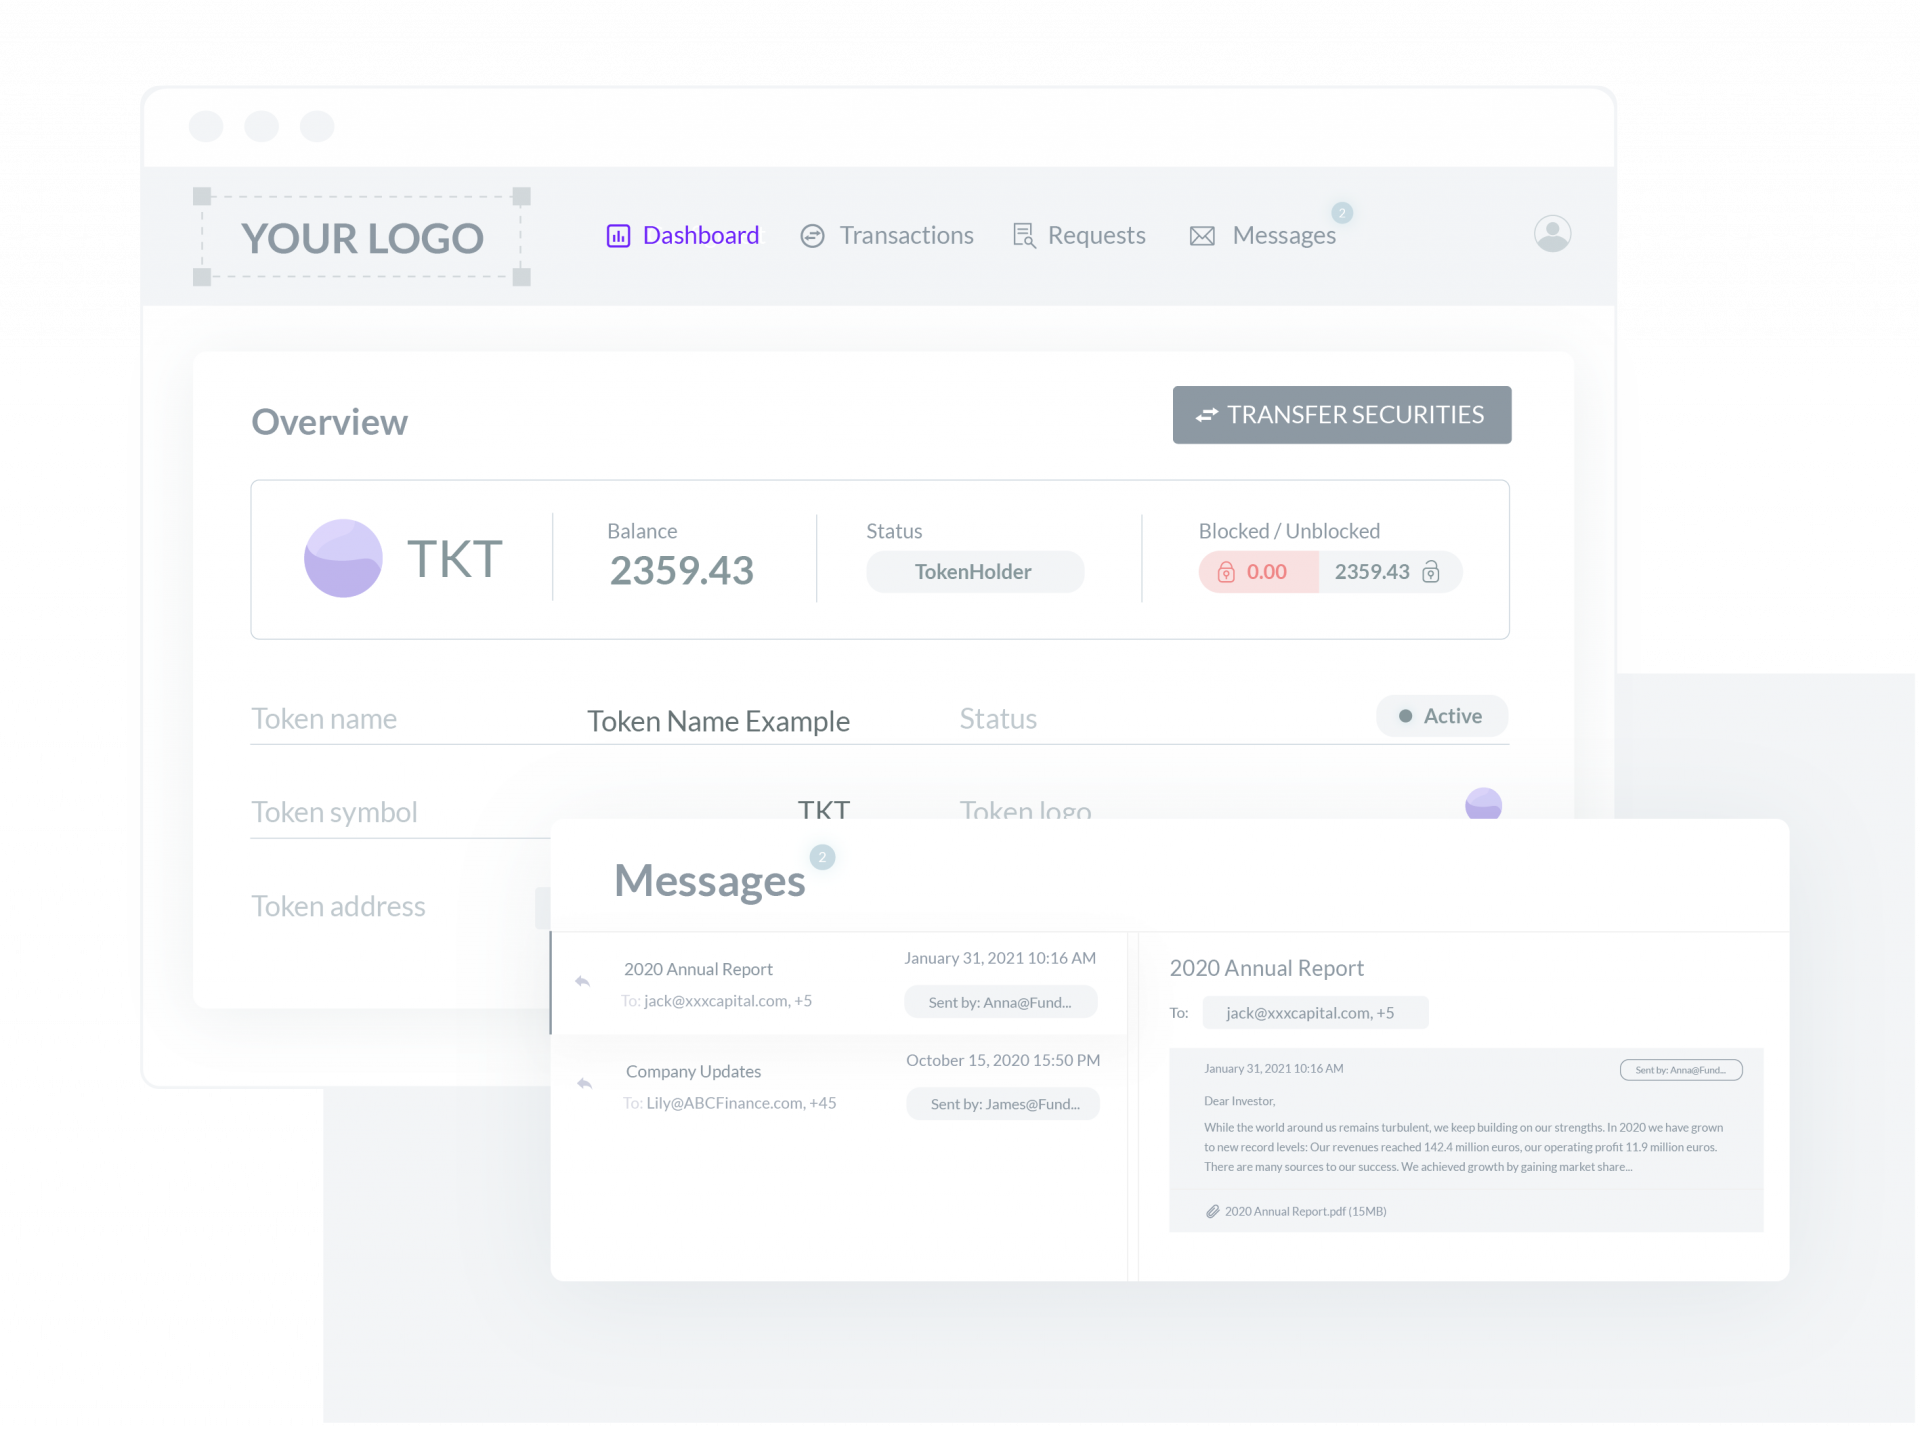 YOUR LOGO
Dashboard
Transactions
Requests
Messages
2
Overview
TRANSFER SECURITIES
TKT
Balance
2359.43
Status
TokenHolder
Blocked / Unblocked
0.00
2359.43
Token name
Token Name Example
Status
Active
Token symbol
TKT
Token logo
Token address
Messages
2
2020 Annual Report
January 31, 2021 10:16 AM
To: jack@xxxcapital.com, +5
Sent by: Anna@Fund...
Company Updates
October 15, 2020 15:50 PM
To: Lily@ABCFinance.com, +45
Sent by: James@Fund...
2020 Annual Report
To: jack@xxxcapital.com, +5
January 31, 2021 10:16 AM
Sent by: Anna@Fund...
Dear Investor,
While the world around us remains turbulent, we keep building on our strengths. In 2020 we have grown
to new record levels: Our revenues reached 142.4 million euros, our operating profit 11.9 million euros.
There are many sources to our success. We achieved growth by gaining market share...
2020 Annual Report.pdf (15MB)